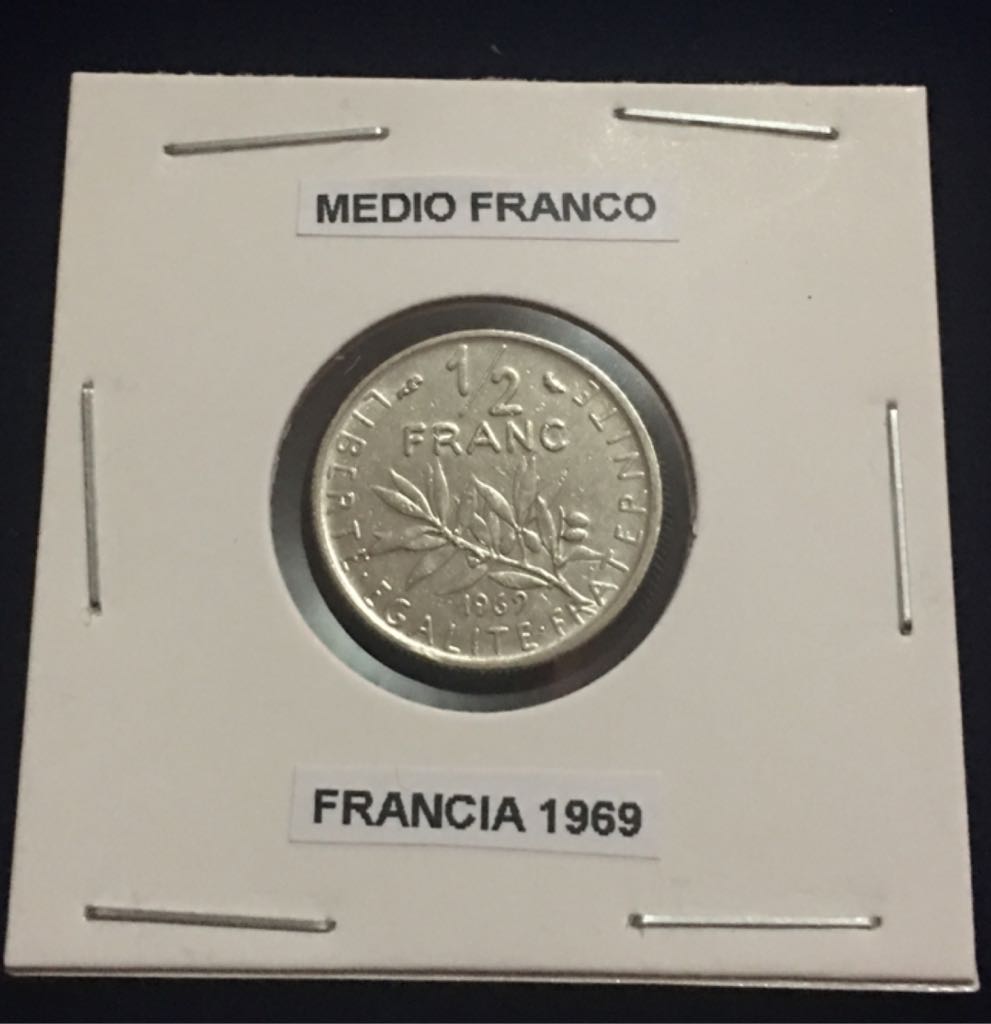 MEDIO FRANCO
1/2
FRANC
LIBERTE·EGALITE·FRATERNITE
1969
FRANCIA 1969